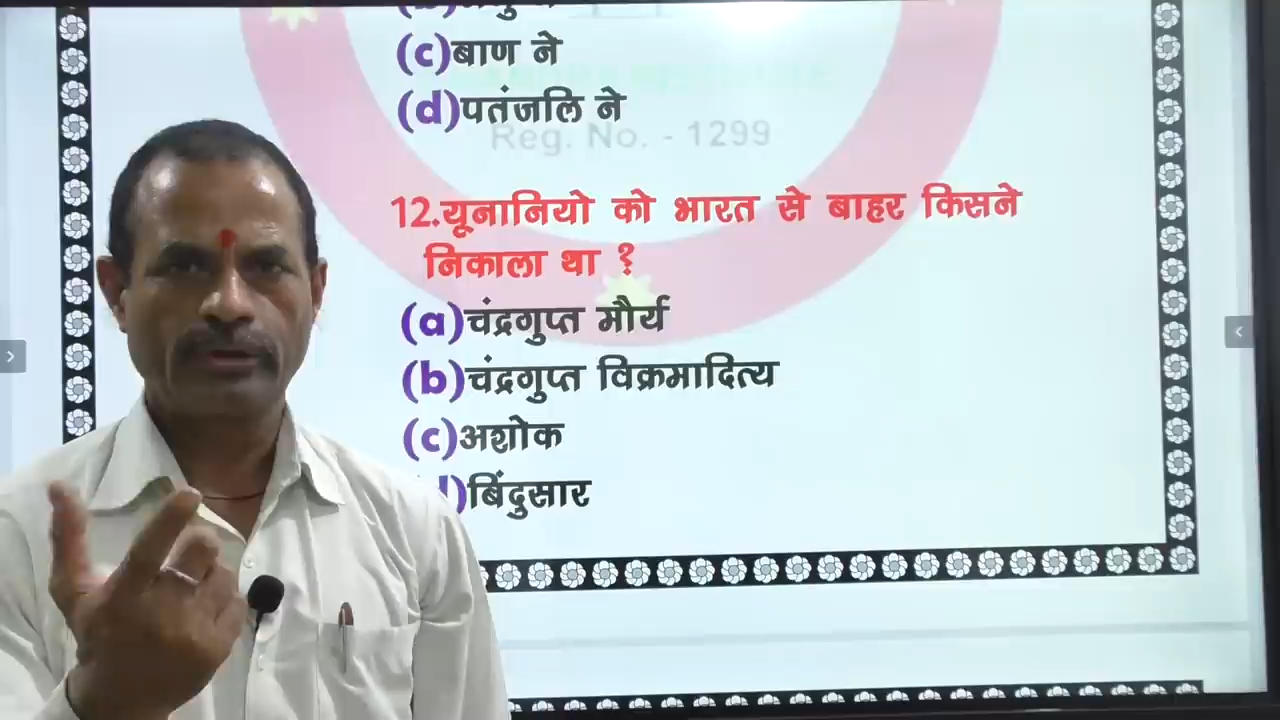 (c)बाण ने
(d)पतंजलि ने
Reg. No. - 1299
12.यूनानियो को भारत से बाहर किसने
निकाला था ?
(a)चंद्रगुप्त मौर्य
(b)चंद्रगुप्त विक्रमादित्य
(c)अशोक
)बिंदुसार